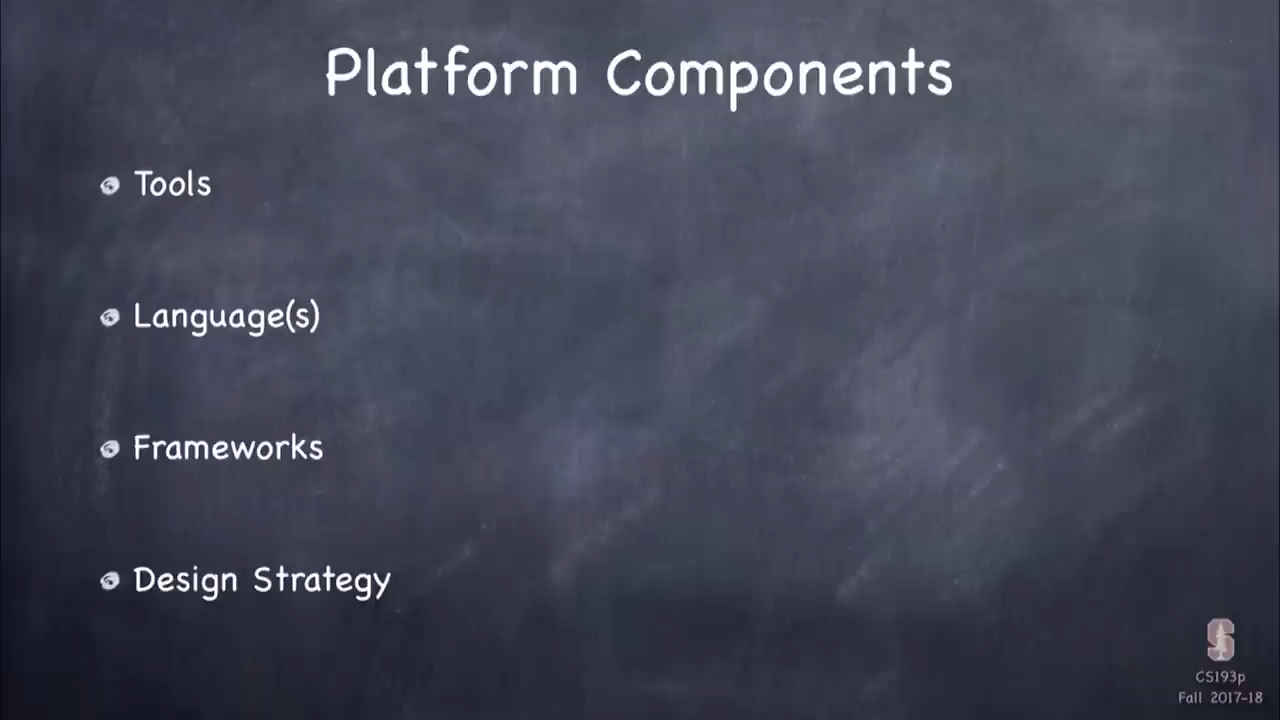 Platform Components
Tools
Language(s)
Frameworks
Design Strategy
S
CS193p
Fall 2017-18